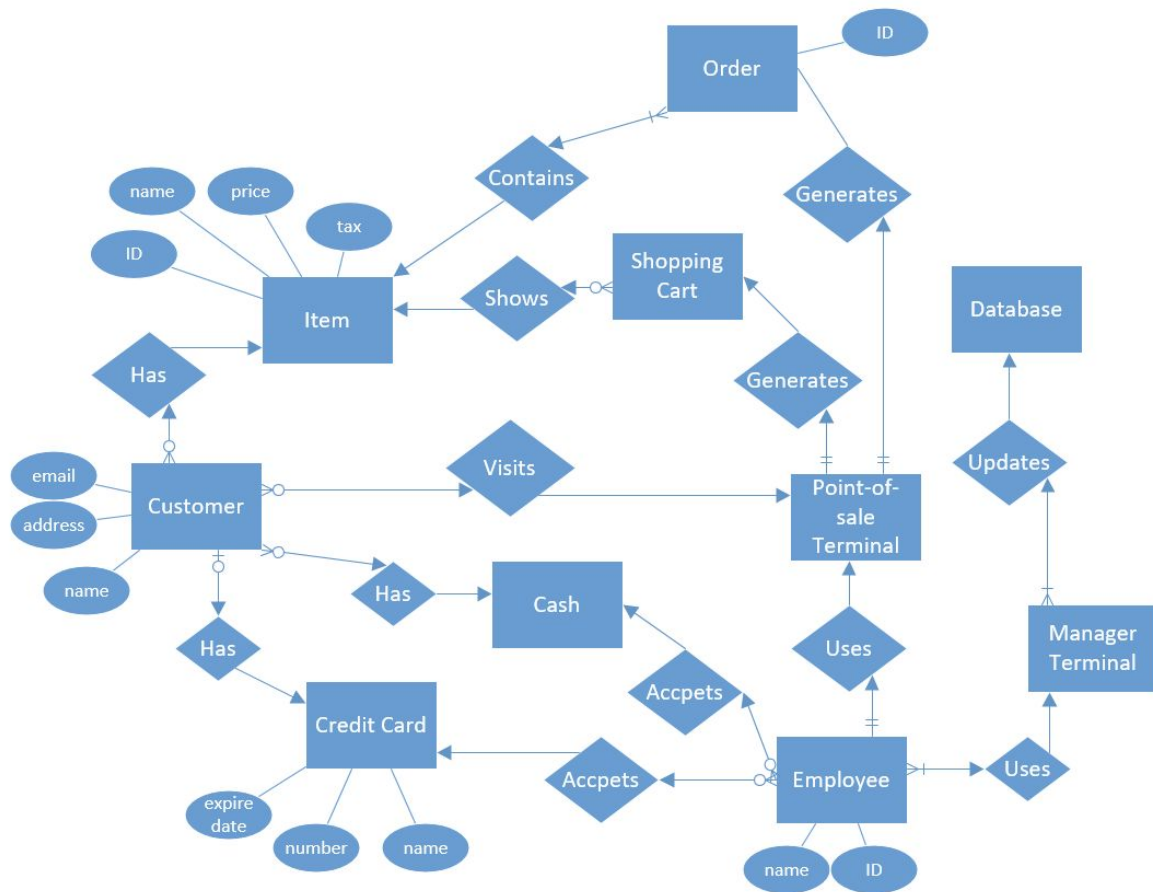 ID
Order
Contains
Generates
name
price
tax
ID
Item
Shows
Shopping
Cart
Database
Has
Generates
email
address
name
Customer
Visits
Point-of-
sale
Terminal
Updates
Has
Cash
Uses
Manager
Terminal
Has
Accpets
Credit Card
Accpets
Employee
Uses
expire
date
number
name
name
ID